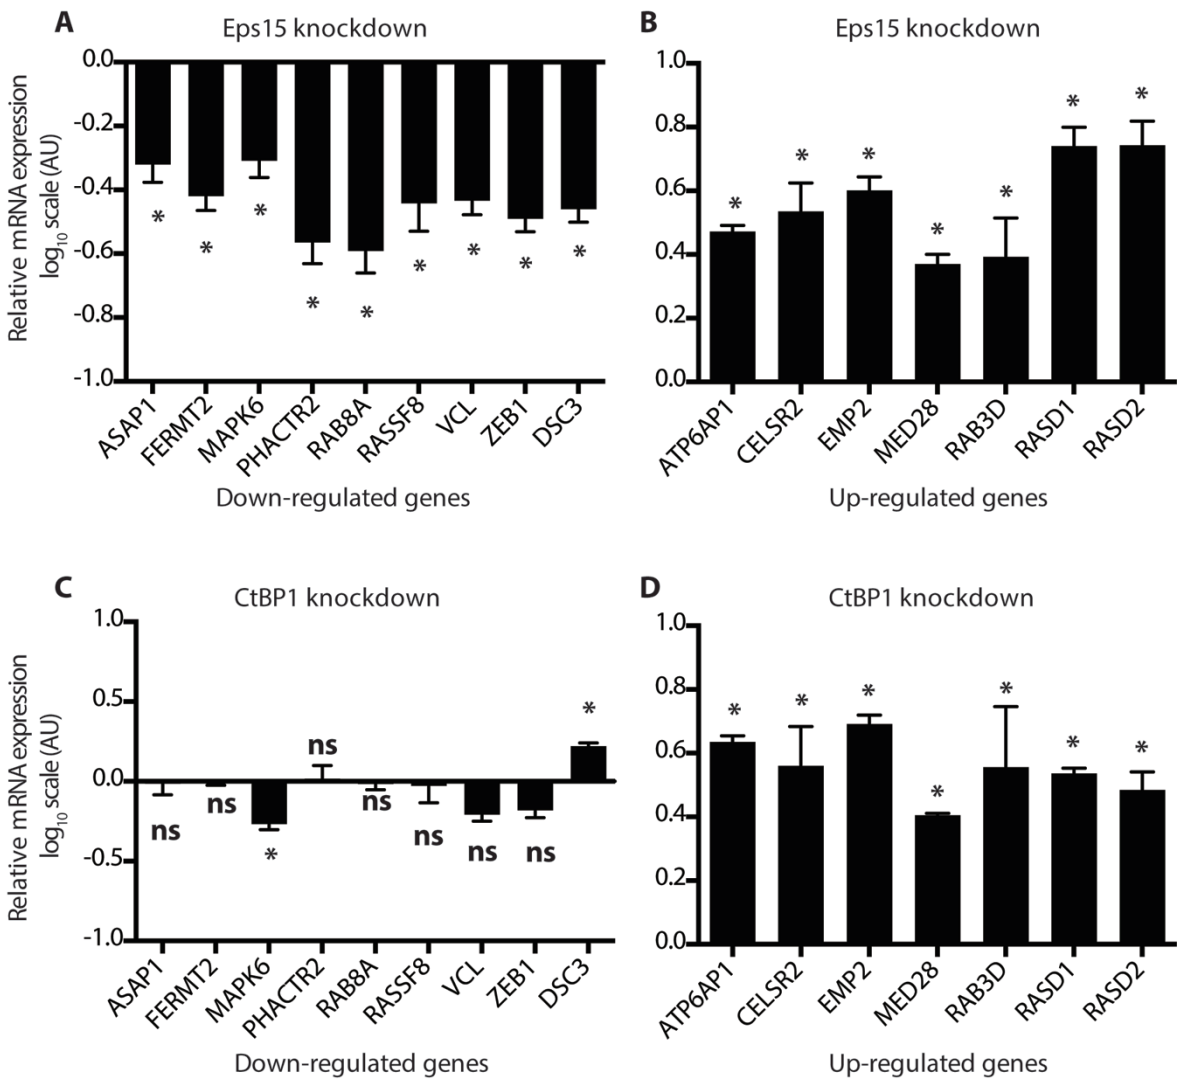 A
Eps15 knockdown
Relative mRNA expression
log10 scale (AU)
0.0
-0.2
-0.4
-0.6
-0.8
-1.0
* * * * * * * * *
ASAP1
FERMT2
MAPK6
PHACTR2
RAB8A
RASSF8
VCL
ZEB1
DSC3
Down-regulated genes
B
Eps15 knockdown
1.0
0.8
0.6
0.4
0.2
0.0
* * * * * * *
ATP6AP1
CELSR2
EMP2
MED28
RAB3D
RASD1
RASD2
Up-regulated genes
C
CtBP1 knockdown
Relative mRNA expression
log10 scale (AU)
1.0
0.5
0.0
-0.5
-1.0
ns ns * ns ns ns ns ns *
ASAP1
FERMT2
MAPK6
PHACTR2
RAB8A
RASSF8
VCL
ZEB1
DSC3
Down-regulated genes
D
CtBP1 knockdown
1.0
0.8
0.6
0.4
0.2
0.0
* * * * * * *
ATP6AP1
CELSR2
EMP2
MED28
RAB3D
RASD1
RASD2
Up-regulated genes